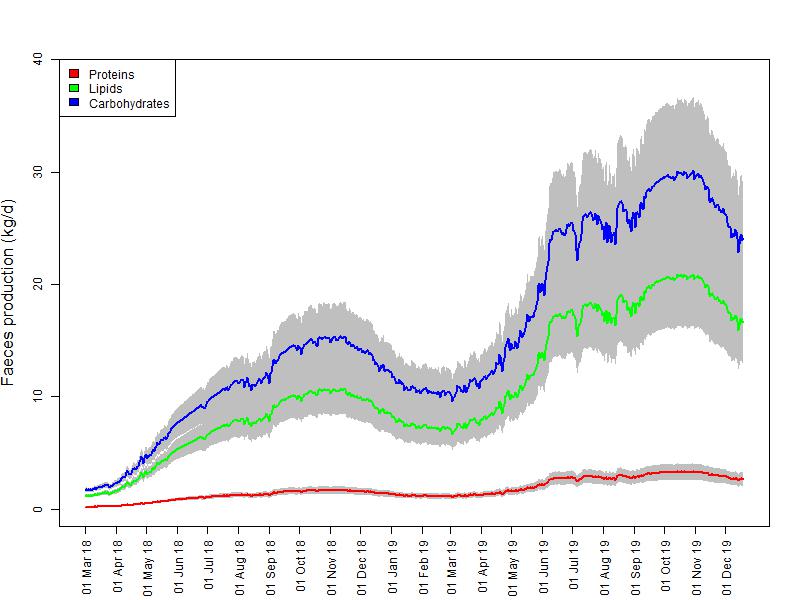 40
30
20
10
0
Faeces production (kg/d)
Proteins
Lipids
Carbohydrates
01 Mar 18
01 Apr 18
01 May 18
01 Jun 18
01 Jul 18
01 Aug 18
01 Sep 18
01 Oct 18
01 Nov 18
01 Dec 18
01 Jan 19
01 Feb 19
01 Mar 19
01 Apr 19
01 May 19
01 Jun 19
01 Jul 19
01 Aug 19
01 Sep 19
01 Oct 19
01 Nov 19
01 Dec 19